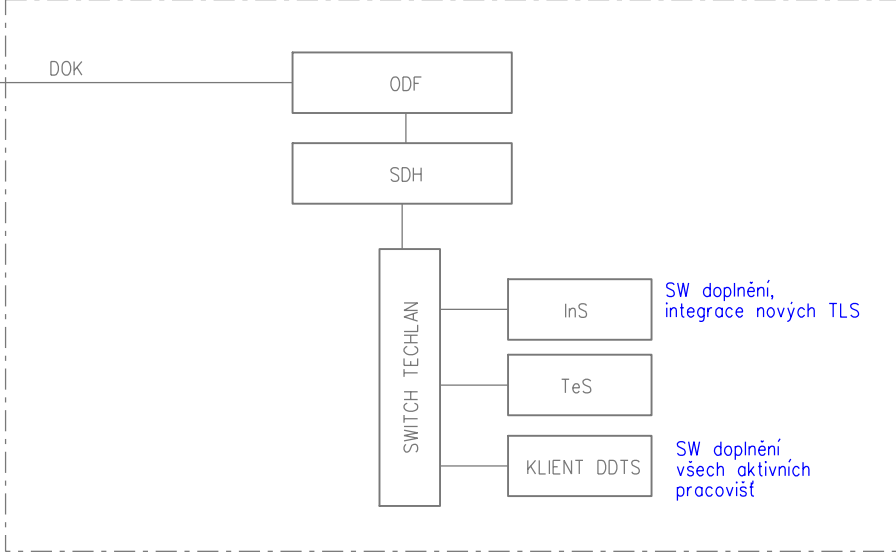 DOK
ODF
SDH
SWITCH TECHLAN
InS
SW doplnění,
integrace nových TLS
TeS
KLIENT DDTS
SW doplnění
všech aktivních
pracovišť